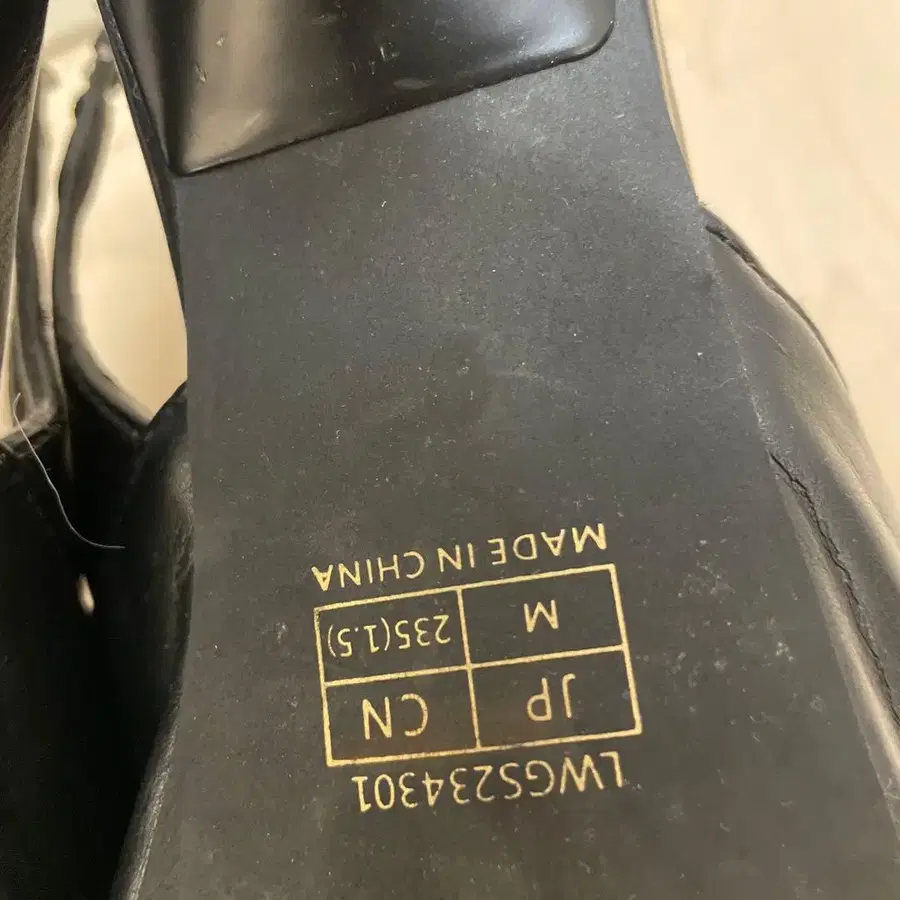 LWGS234301
JP CN
M 235(1.5)
MADE IN CHINA